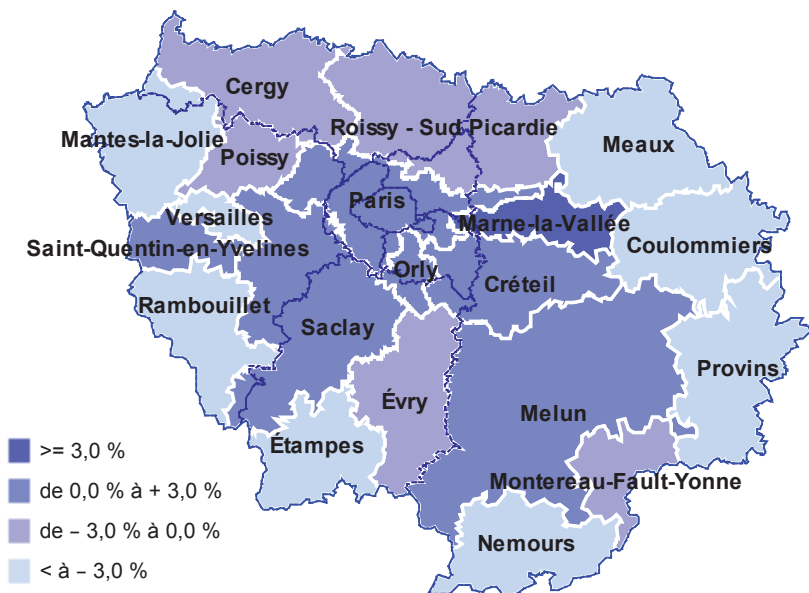 Cergy
Roissy - Sud Picardie
Mantes-la-Jolie
Poissy
Meaux
Paris
Versailles
Marne-la-Vallée
Saint-Quentin-en-Yvelines
Coulommiers
Orly
Créteil
Rambouillet
Saclay
Provins
Évry
Melun
Étampes
Montereau-Fault-Yonne
Nemours
>= 3,0 %
de 0,0 % à + 3,0 %
de – 3,0 % à 0,0 %
< à – 3,0 %